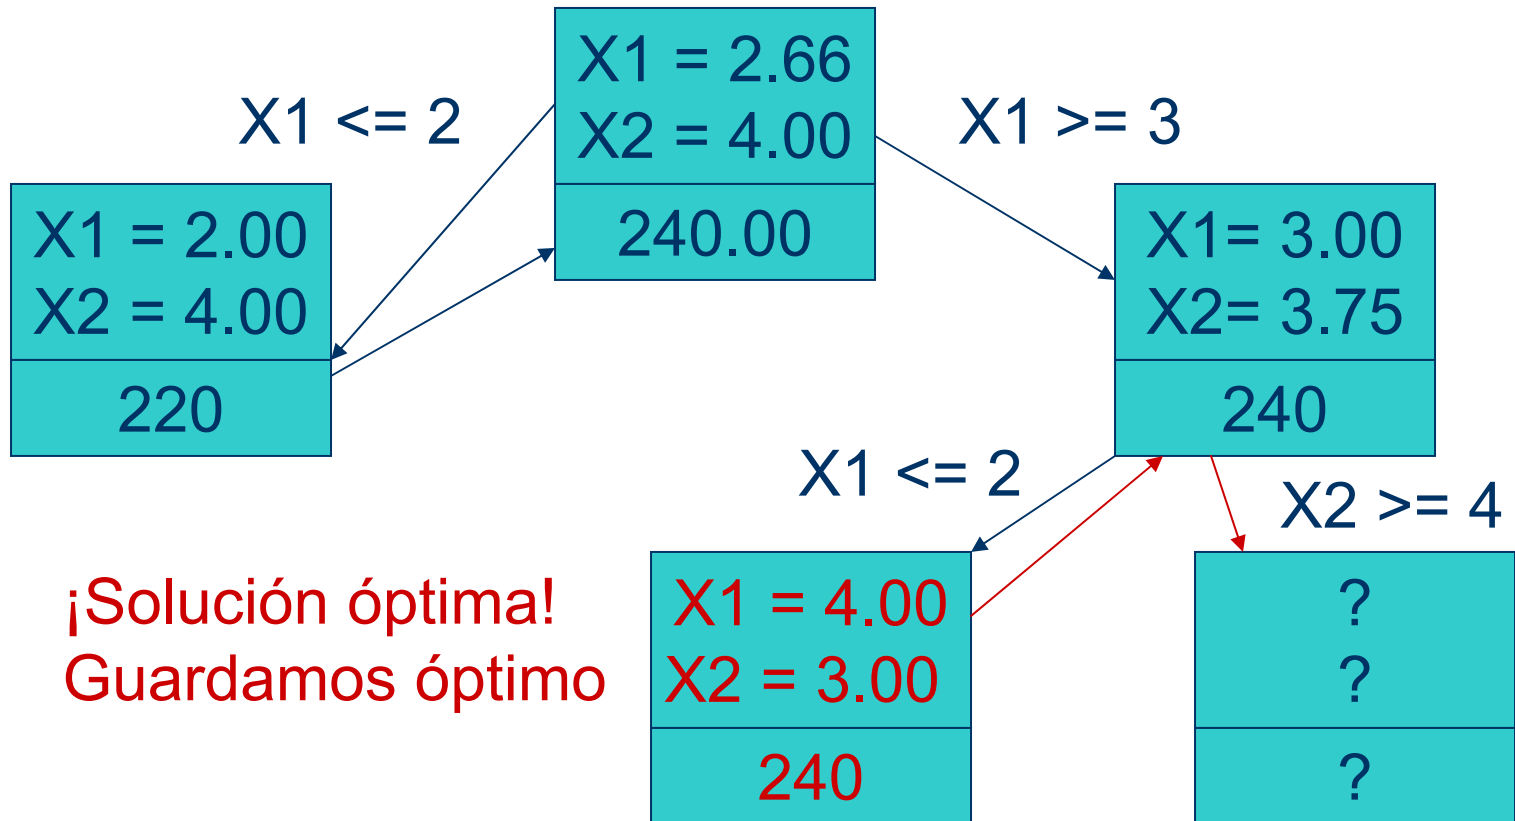 X1 = 2.66
X2 = 4.00
240.00
X1 <= 2
X1 >= 3
X1 = 2.00
X2 = 4.00
220
X1= 3.00
X2= 3.75
240
X1 <= 2
X2 >= 4
¡Solución óptima!
Guardamos óptimo
X1 = 4.00
X2 = 3.00
240
?
?
?